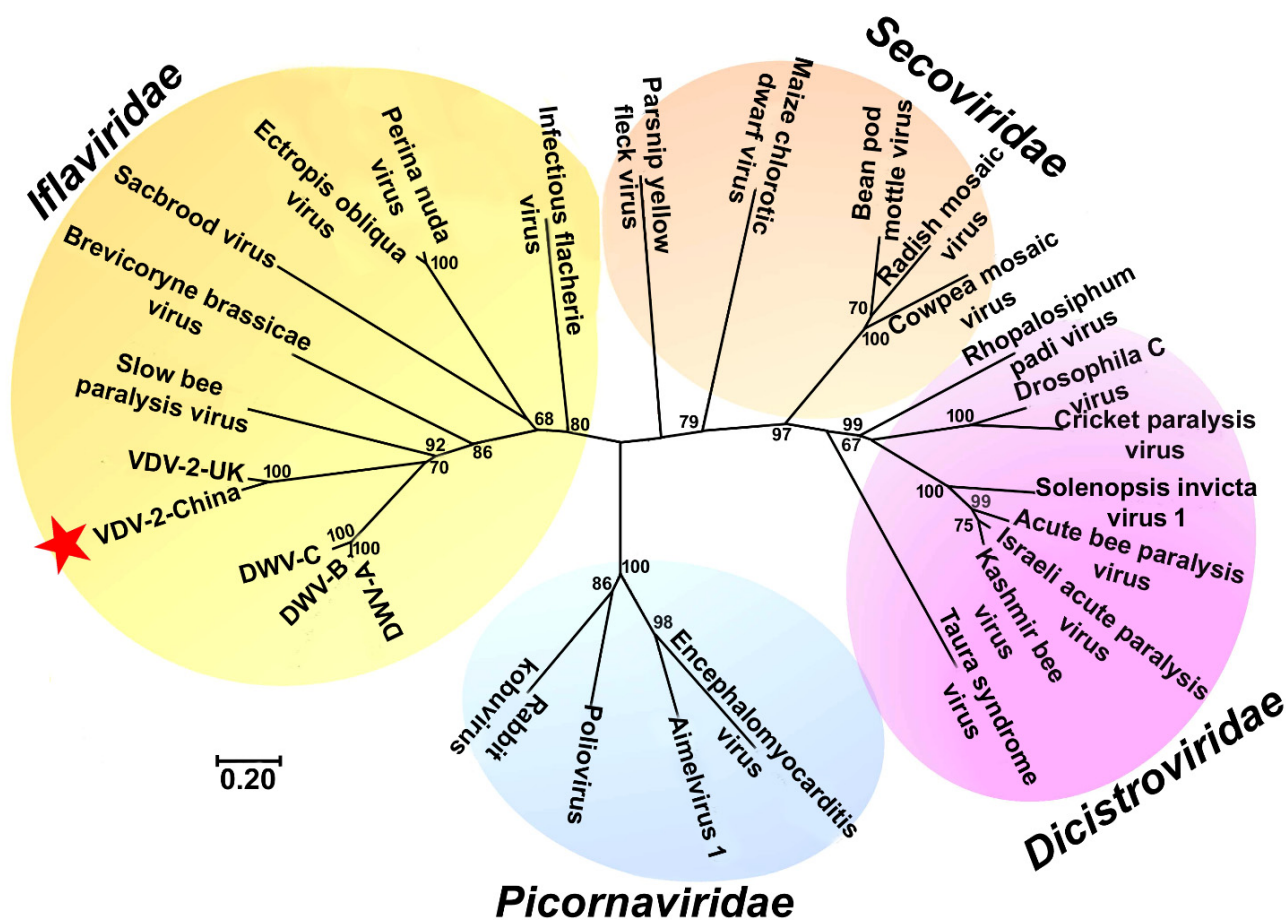 Iflaviridae
Secoviridae
Dicistroviridae
Picornaviridae
Sacbrood virus
Ectropis obliqua
virus
Perina nuda
virus
100
Infectious flacherie
virus
Brevicoryne brassicae
virus
Slow bee
paralysis virus
VDV-2-UK
100
VDV-2-China
DWV-C
100
100
DWV-B
DWV-A
92
70
86
68
80
Parsnip yellow
fleck virus
Maize chlorotic
dwarf virus
79
Bean pod
mottle virus
Radish mosaic
virus
70
Cowpea mosaic
virus
100
97
Rhopalosiphum
padi virus
99
67
Drosophila C
virus
100
Cricket paralysis
virus
Solenopsis invicta
virus 1
100
99
75
Acute bee paralysis
virus
Israeli acute paralysis
virus
Kashmir bee
virus
Taura syndrome
virus
100
86
98
Rabbit
kobuvirus
Poliovirus
Aimelvirus 1
Encephalomyocarditis
virus
0.20